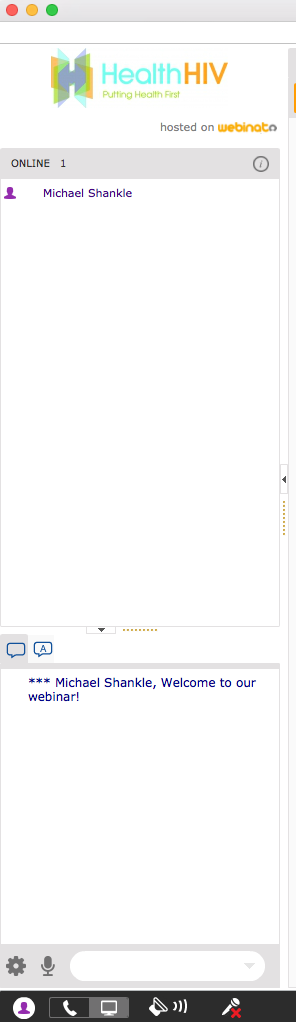 HealthHIV
Putting Health First
hosted on webinato
ONLINE 1
i
Michael Shankle
A
*** Michael Shankle, Welcome to our
webinar!